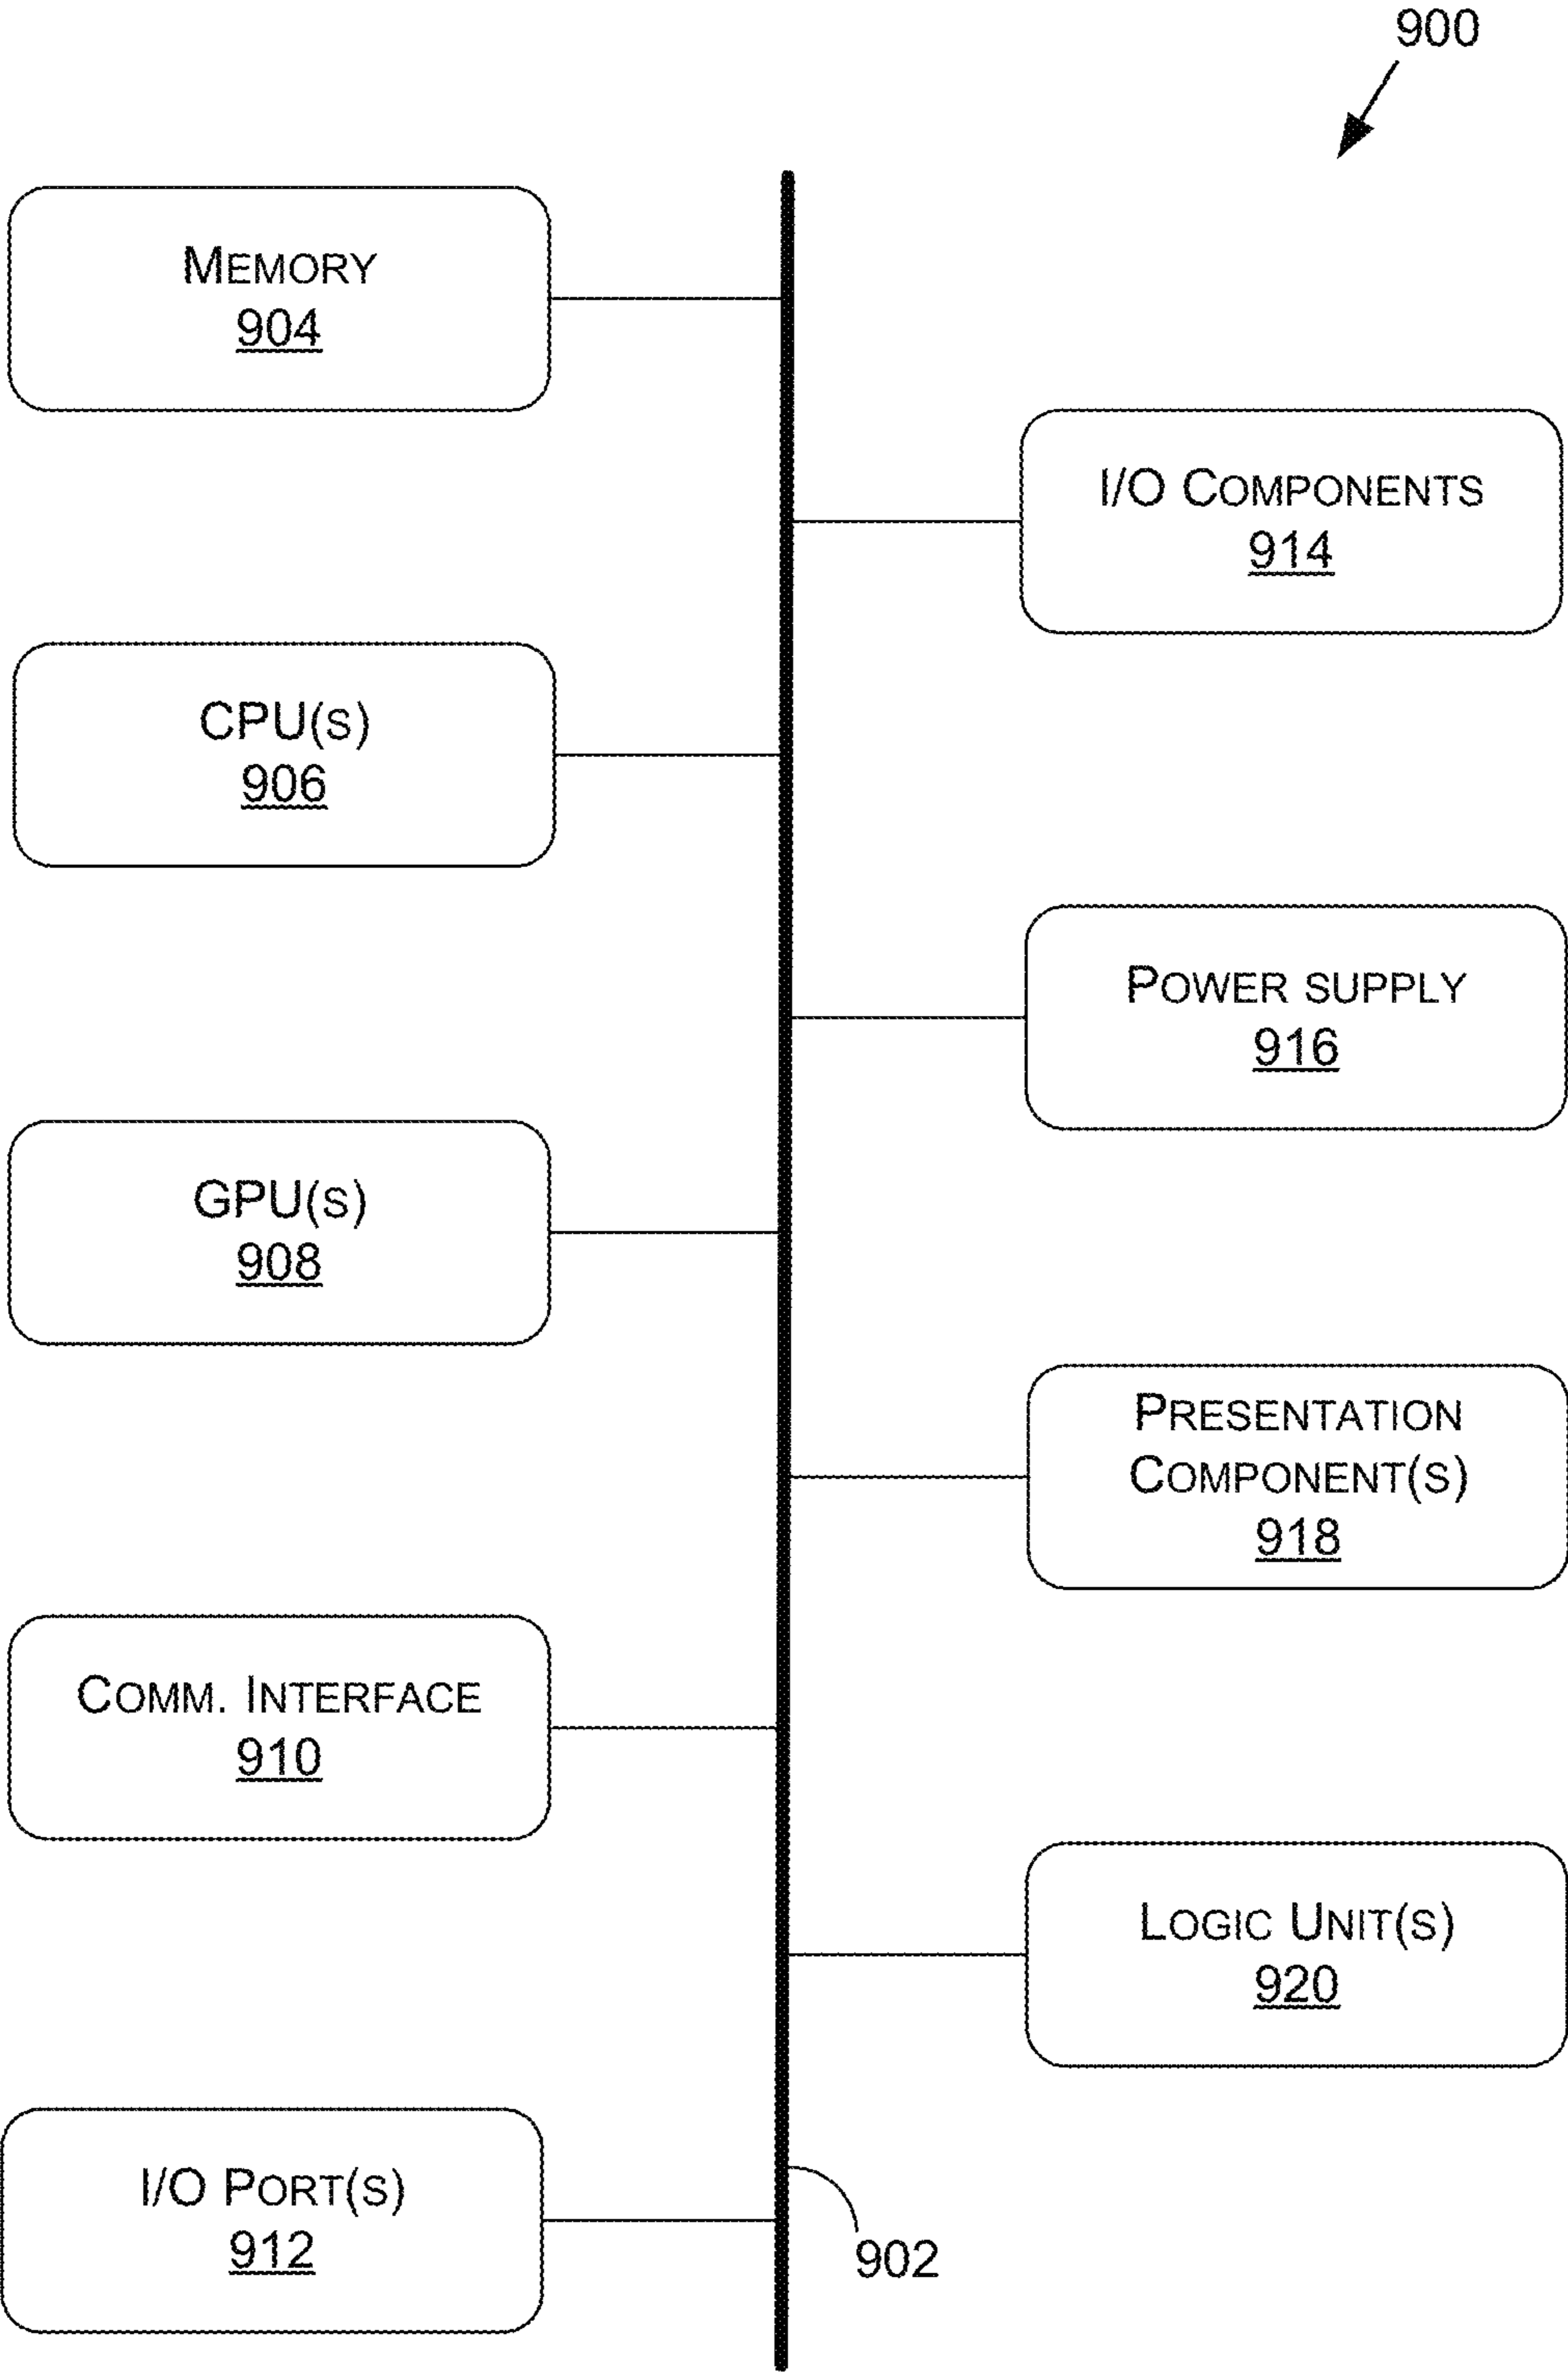 900
MEMORY
904
I/O COMPONENTS
914
CPU(S)
906
POWER SUPPLY
916
GPU(S)
908
PRESENTATION
COMPONENT(S)
918
COMM. INTERFACE
910
LOGIC UNIT(S)
920
I/O PORT(S)
912
902